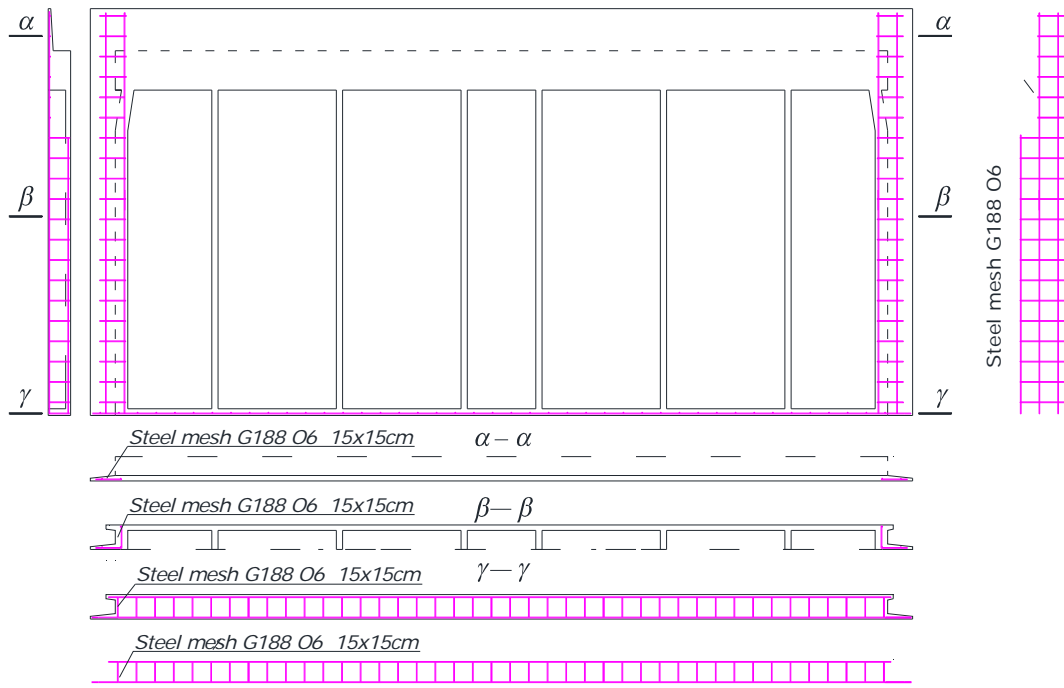 α α
β β
Steel mesh G188 O6
γ γ
Steel mesh G188 O6 15x15cm α – α
Steel mesh G188 O6 15x15cm β — β
Steel mesh G188 O6 15x15cm γ — γ
Steel mesh G188 O6 15x15cm